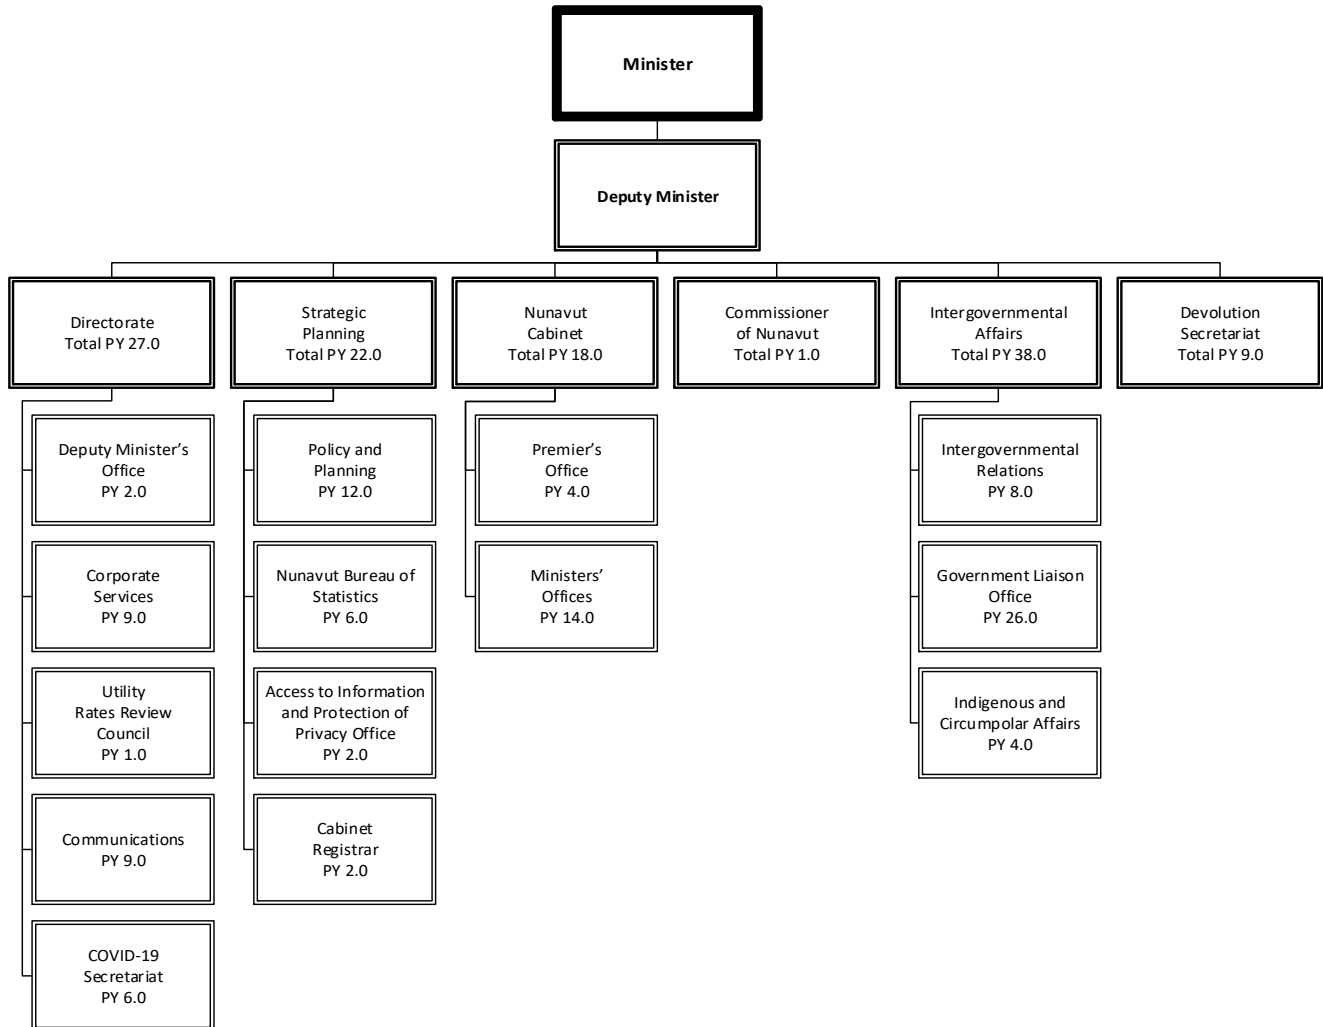 Minister
Deputy Minister
Directorate
Total PY 27.0
Strategic
Planning
Total PY 22.0
Nunavut
Cabinet
Total PY 18.0
Commissioner
of Nunavut
Total PY 1.0
Intergovernmental
Affairs
Total PY 38.0
Devolution
Secretariat
Total PY 9.0
Deputy Minister's
Office
PY 2.0
Corporate
Services
PY 9.0
Utility
Rates Review
Council
PY 1.0
Communications
PY 9.0
COVID-19
Secretariat
PY 6.0
Policy and
Planning
PY 12.0
Nunavut Bureau of
Statistics
PY 6.0
Access to Information
and Protection of
Privacy Office
PY 2.0
Cabinet
Registrar
PY 2.0
Premier's
Office
PY 4.0
Ministers'
Offices
PY 14.0
Intergovernmental
Relations
PY 8.0
Government Liaison
Office
PY 26.0
Indigenous and
Circumpolar Affairs
PY 4.0